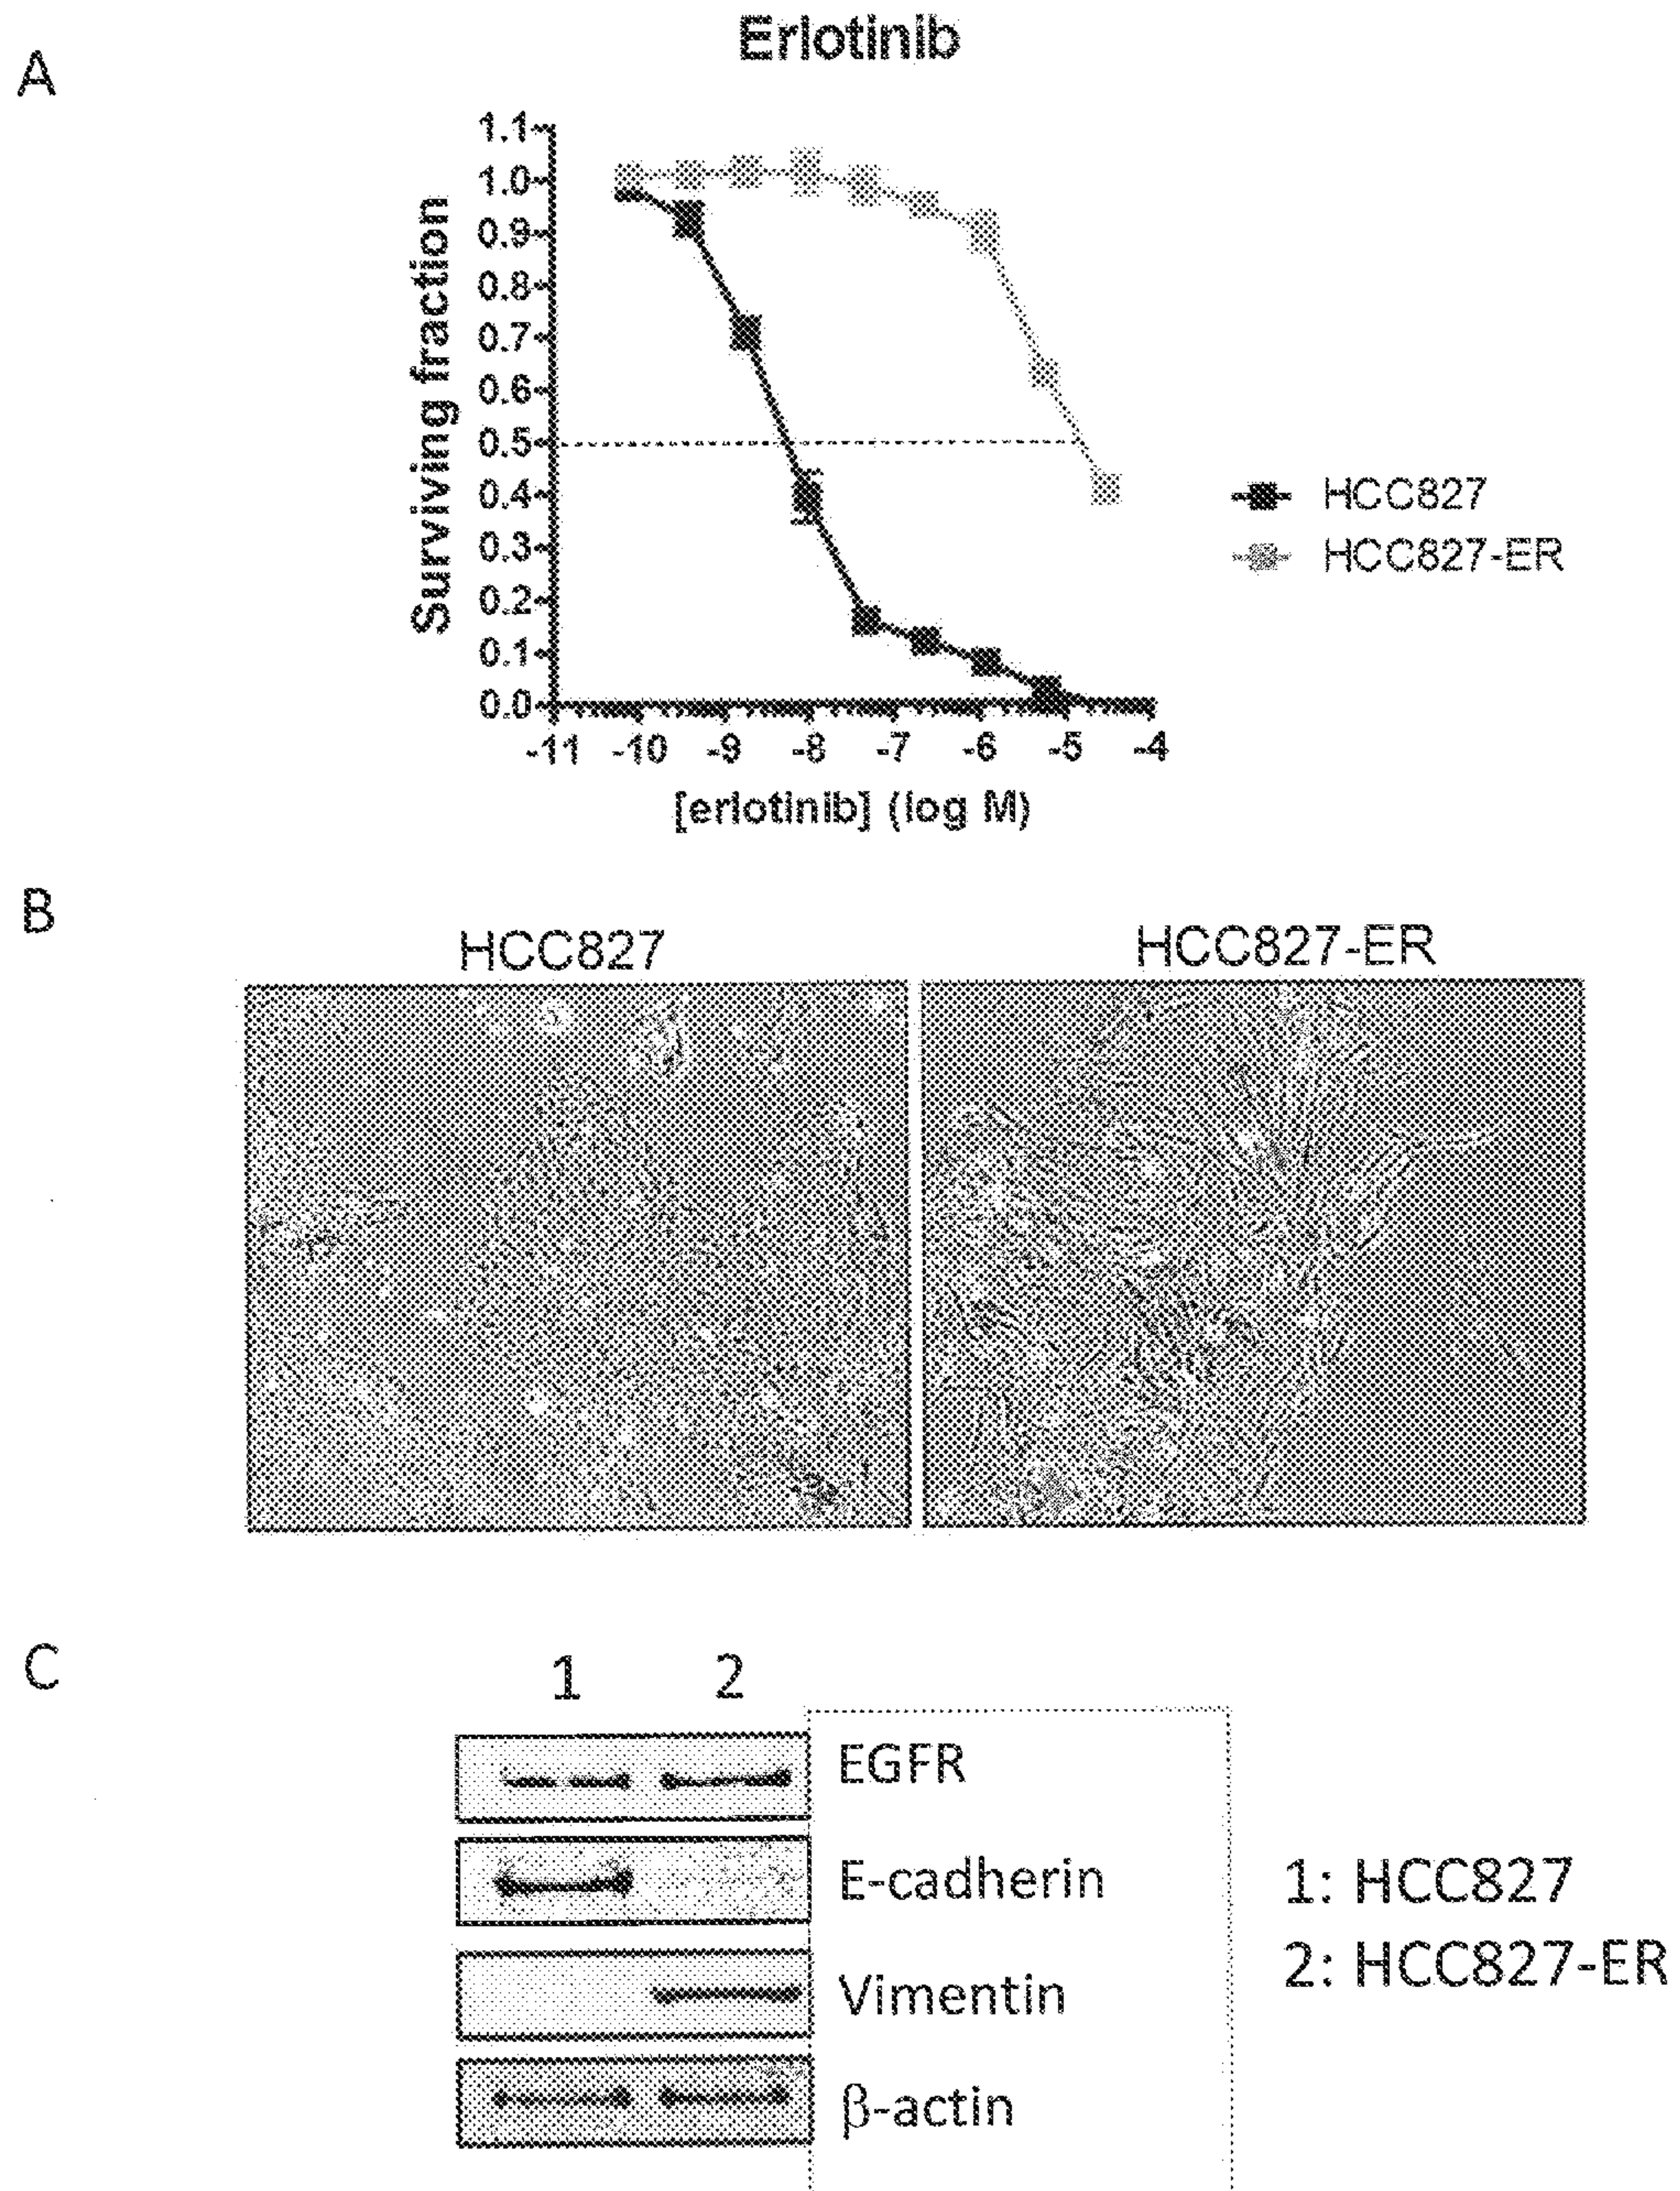 A
Erlotinib
Surviving fraction
1.1
1.0
0.9
0.8
0.7
0.6
0.5
0.4
0.3
0.2
0.1
0.0
-11 -10 -9 -8 -7 -6 -5 -4
[erlotinib] (log M)
HCC827
HCC827-ER
B
HCC827 HCC827-ER
C
1 2
EGFR
E-cadherin
Vimentin
β-actin
1: HCC827
2: HCC827-ER